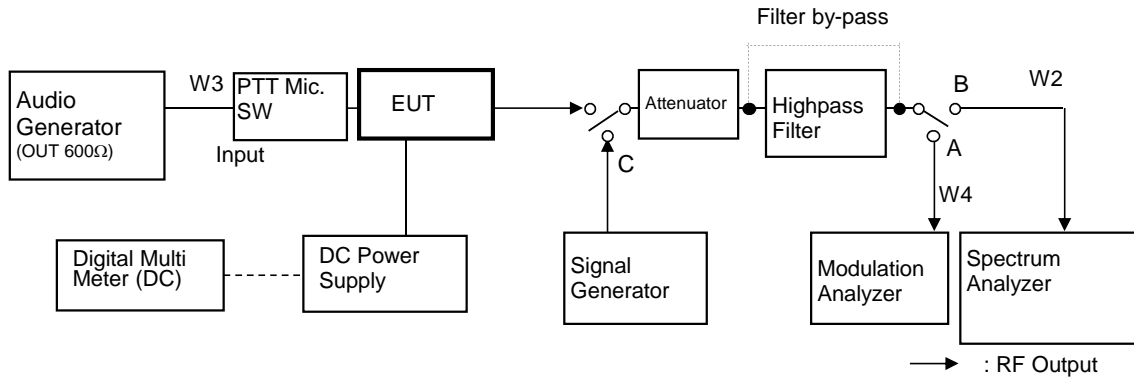 Filter by-pass
Audio
Generator
(OUT 600Ω)
W3
PTT Mic.
SW
Input
EUT
Attenuator
Highpass
Filter
B
W2
A
C
W4
Digital Multi
Meter (DC)
DC Power
Supply
Signal
Generator
Modulation
Analyzer
Spectrum
Analyzer
: RF Output